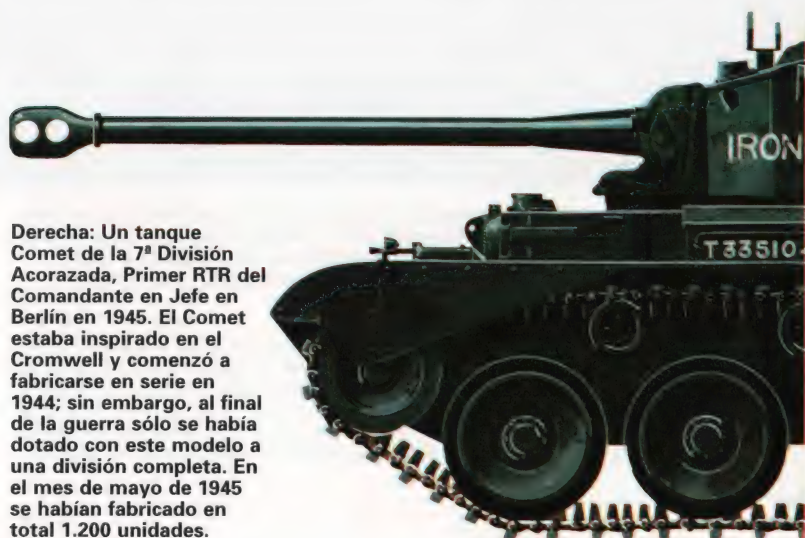 IRON
T33510
Derecha: Un tanque
Comet de la 7ª División
Acorazada, Primer RTR del
Comandante en Jefe en
Berlín en 1945. El Comet
estaba inspirado en el
Cromwell y comenzó a
fabricarse en serie en
1944; sin embargo, al final
de la guerra sólo se había
dotado con este modelo a
una división completa. En
el mes de mayo de 1945
se habían fabricado en
total 1.200 unidades.